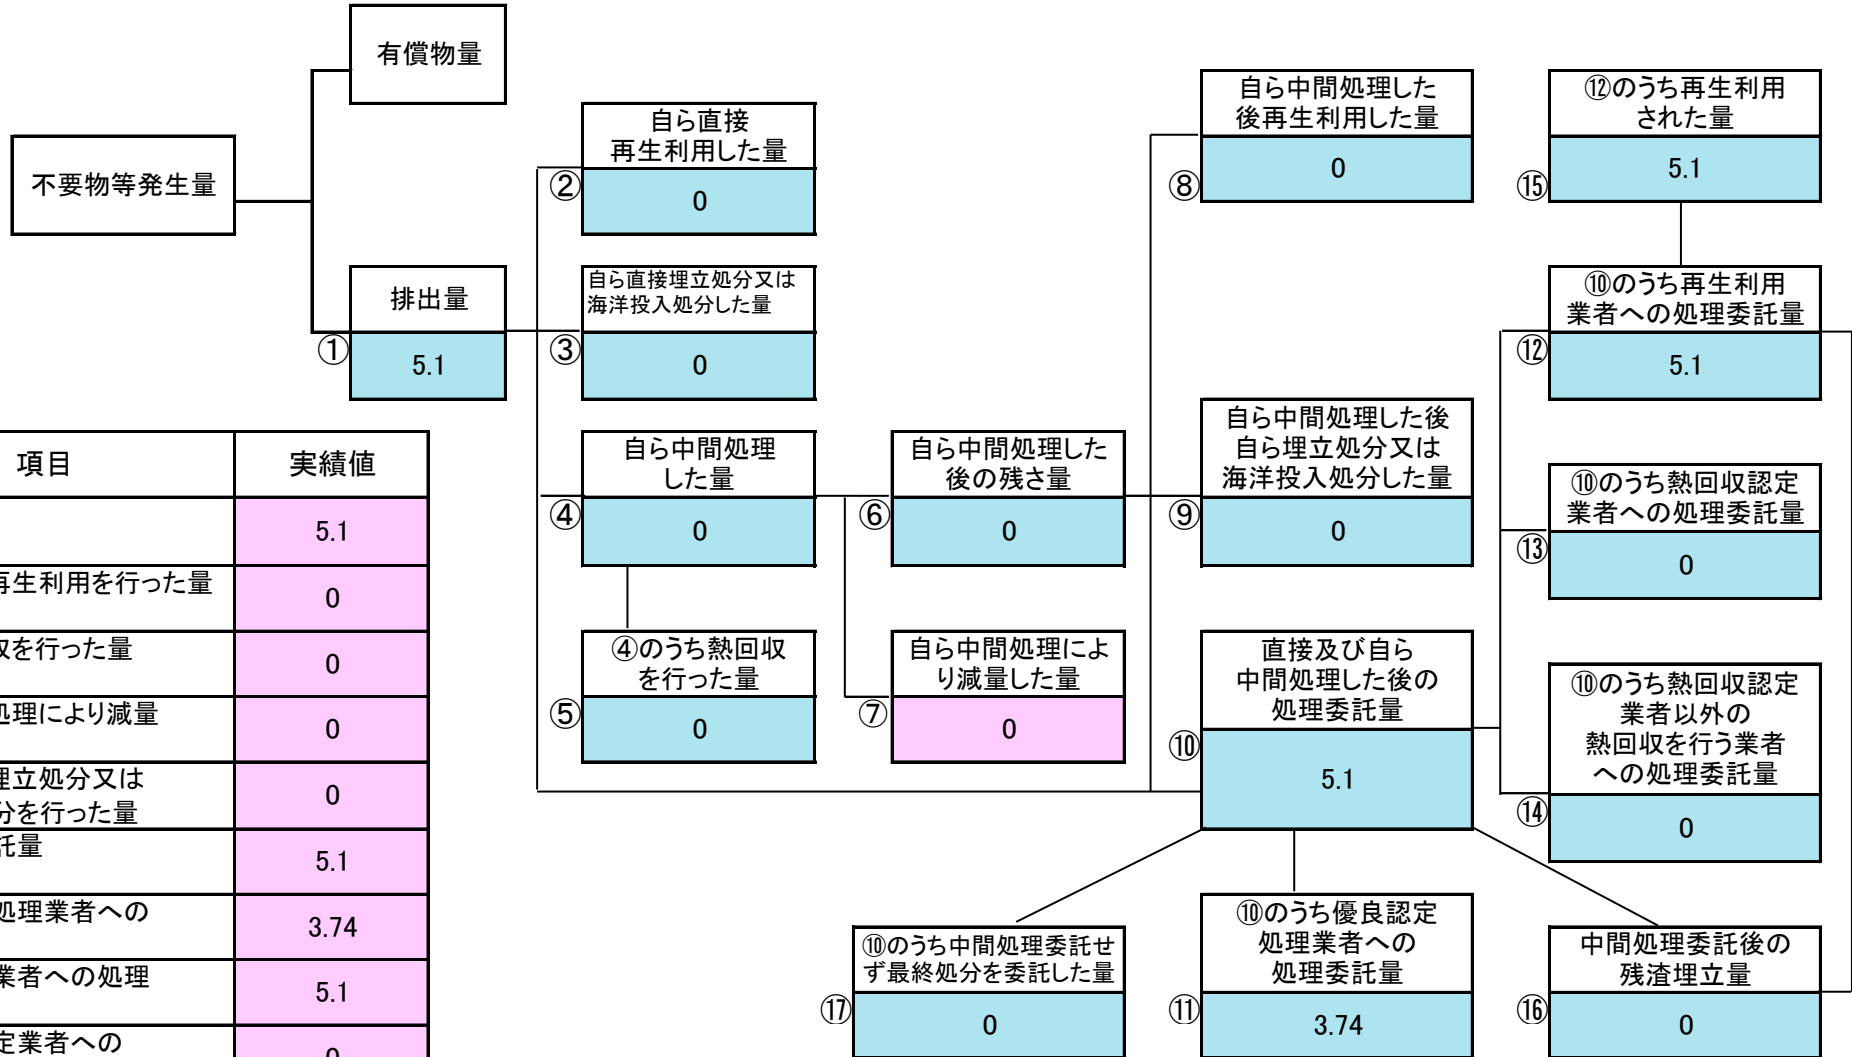 有償物量
不要物等発生量
排出量
①
5.1
自ら直接
再生利用した量
②
0
自ら直接埋立処分又は
海洋投入処分した量
③
0
自ら中間処理
した量
④
0
④のうち熱回収
を行った量
⑤
0
自ら中間処理した
後の残さ量
⑥
0
自ら中間処理によ
り減量した量
⑦
0
自ら中間処理した
後再生利用した量
⑧
0
自ら中間処理した後
自ら埋立処分又は
海洋投入処分した量
⑨
0
直接及び自ら
中間処理した後の
処理委託量
⑩
5.1
⑩のうち優良認定
処理業者への
処理委託量
⑪
3.74
⑫のうち再生利用
された量
⑮
5.1
⑩のうち再生利用
業者への処理委託量
⑫
5.1
⑩のうち熱回収認定
業者への処理委託量
⑬
0
⑩のうち熱回収認定
業者以外の
熱回収を行う業者
への処理委託量
⑭
0
中間処理委託後の
残渣埋立量
⑯
0
⑩のうち中間処理委託せ
ず最終処分を委託した量
⑰
0
項目 実績値
5.1
再生利用を行った量 0
収を行った量 0
処理により減量 0
埋立処分又は
分を行った量 0
託量 5.1
処理業者への 3.74
業者への処理 5.1
定業者への 0